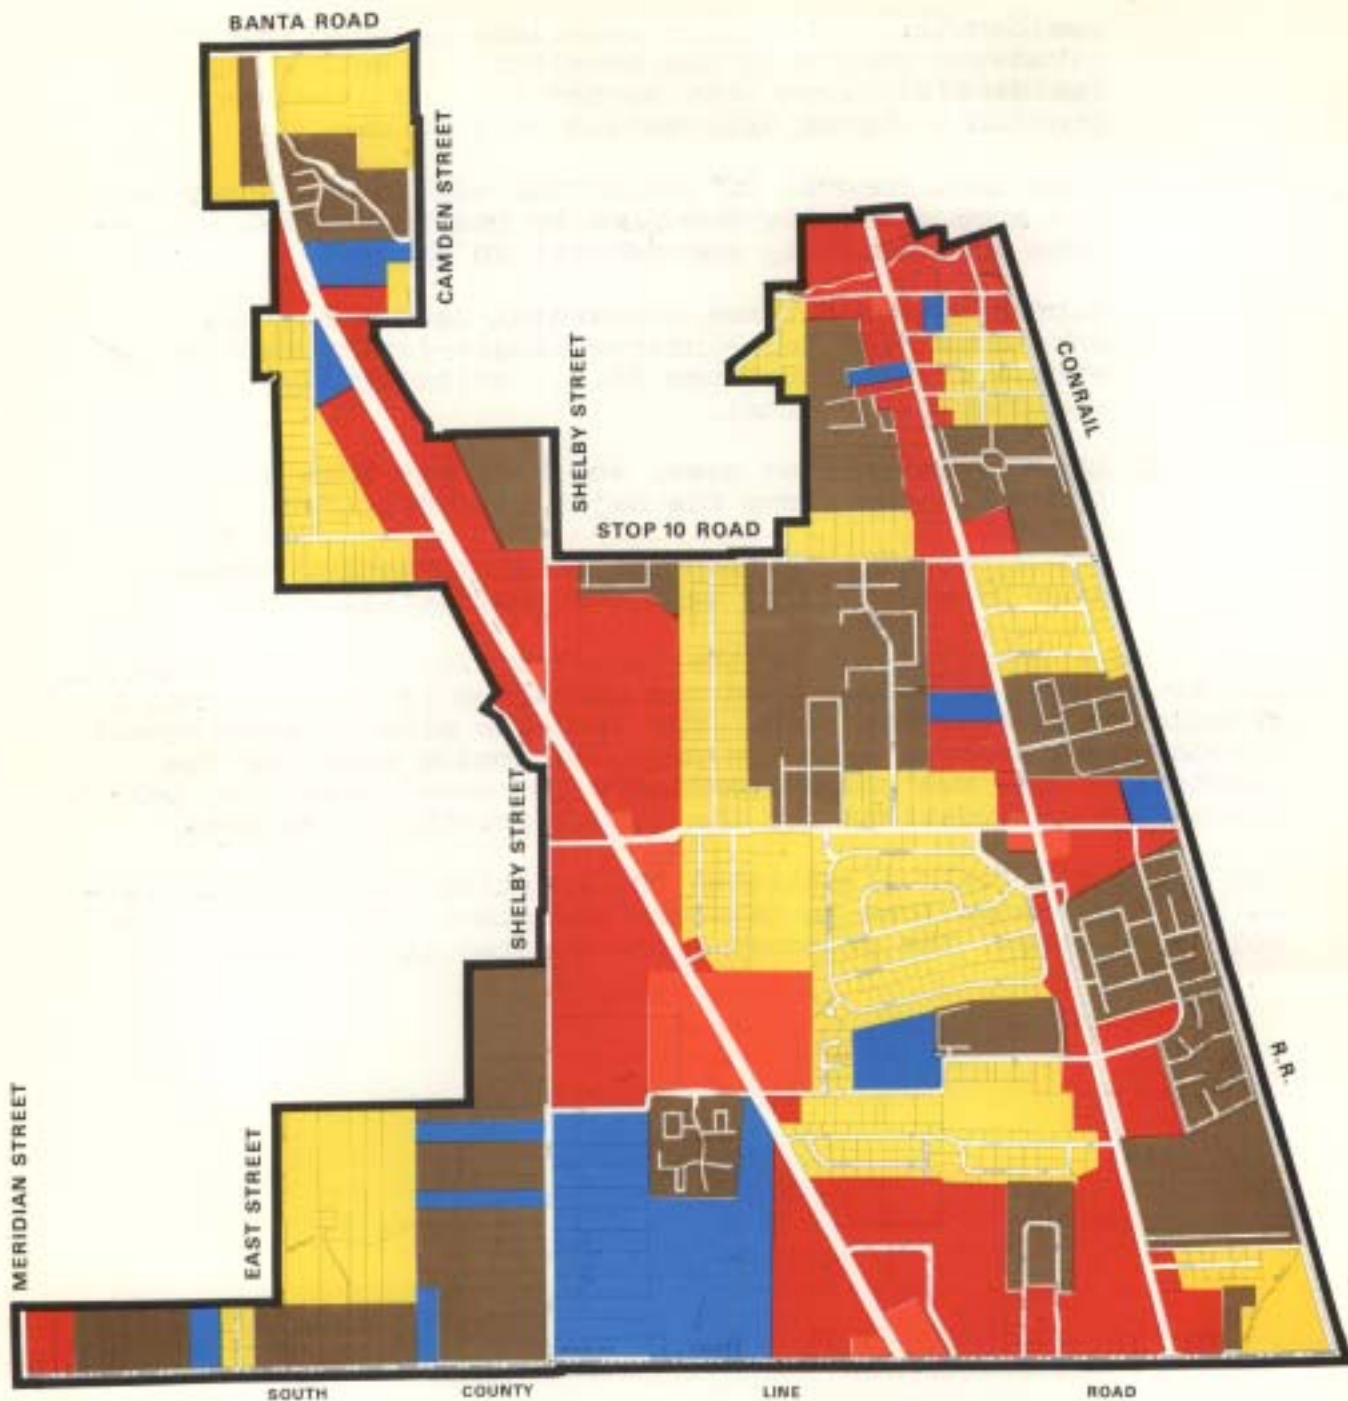 BANTA ROAD
CAMDEN STREET
SHELBY STREET
STOP 10 ROAD
CONRAIL
SHELBY STREET
R.R.
MERIDIAN STREET
EAST STREET
SOUTH COUNTY LINE ROAD